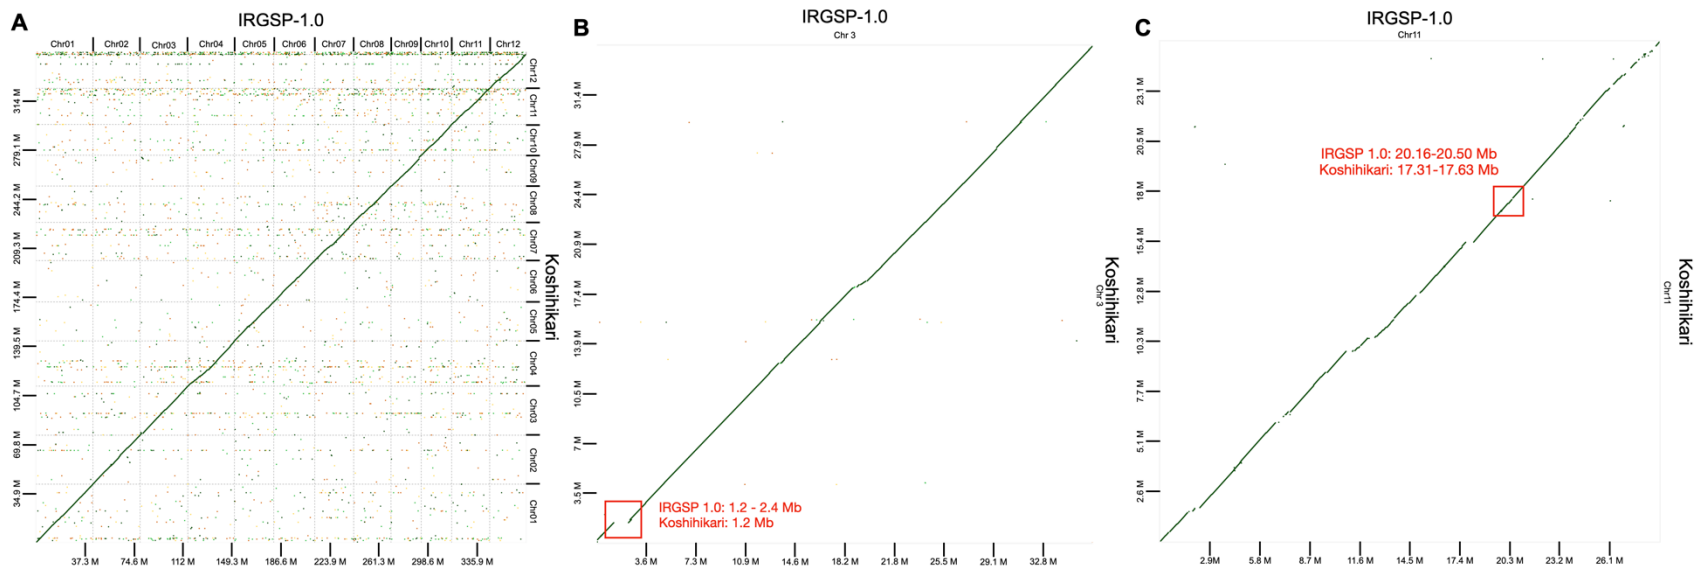 A
IRGSP-1.0
Chr01 Chr02 Chr03 Chr04 Chr05 Chr06 Chr07 Chr08 Chr09 Chr10 Chr11 Chr12
314 M
279.1 M
244.2 M
209.3 M
174.4 M
139.5 M
104.7 M
69.8 M
34.9 M
Chr12
Chr11
Chr10
Chr09
Chr08
Chr07
Chr06
Chr05
Chr04
Chr03
Chr02
Chr01
Koshihikari
37.3 M 74.6 M 112 M 149.3 M 186.6 M 223.9 M 261.3 M 298.6 M 335.9 M
B
IRGSP-1.0
Chr 3
31.4 M
27.9 M
24.4 M
20.9 M
17.4 M
13.9 M
10.5 M
7 M
3.5 M
IRGSP 1.0: 1.2 - 2.4 Mb
Koshihikari: 1.2 Mb
Chr 3
Koshihikari
3.6 M 7.3 M 10.9 M 14.6 M 18.2 M 21.8 M 25.5 M 29.1 M 32.8 M
C
IRGSP-1.0
Chr11
23.1 M
20.5 M
18 M
15.4 M
12.8 M
10.3 M
7.7 M
5.1 M
2.6 M
IRGSP 1.0: 20.16-20.50 Mb
Koshihikari: 17.31-17.63 Mb
Chr11
Koshihikari
2.9M 5.8 M 8.7 M 11.6 M 14.5 M 17.4 M 20.3 M 23.2 M 26.1 M